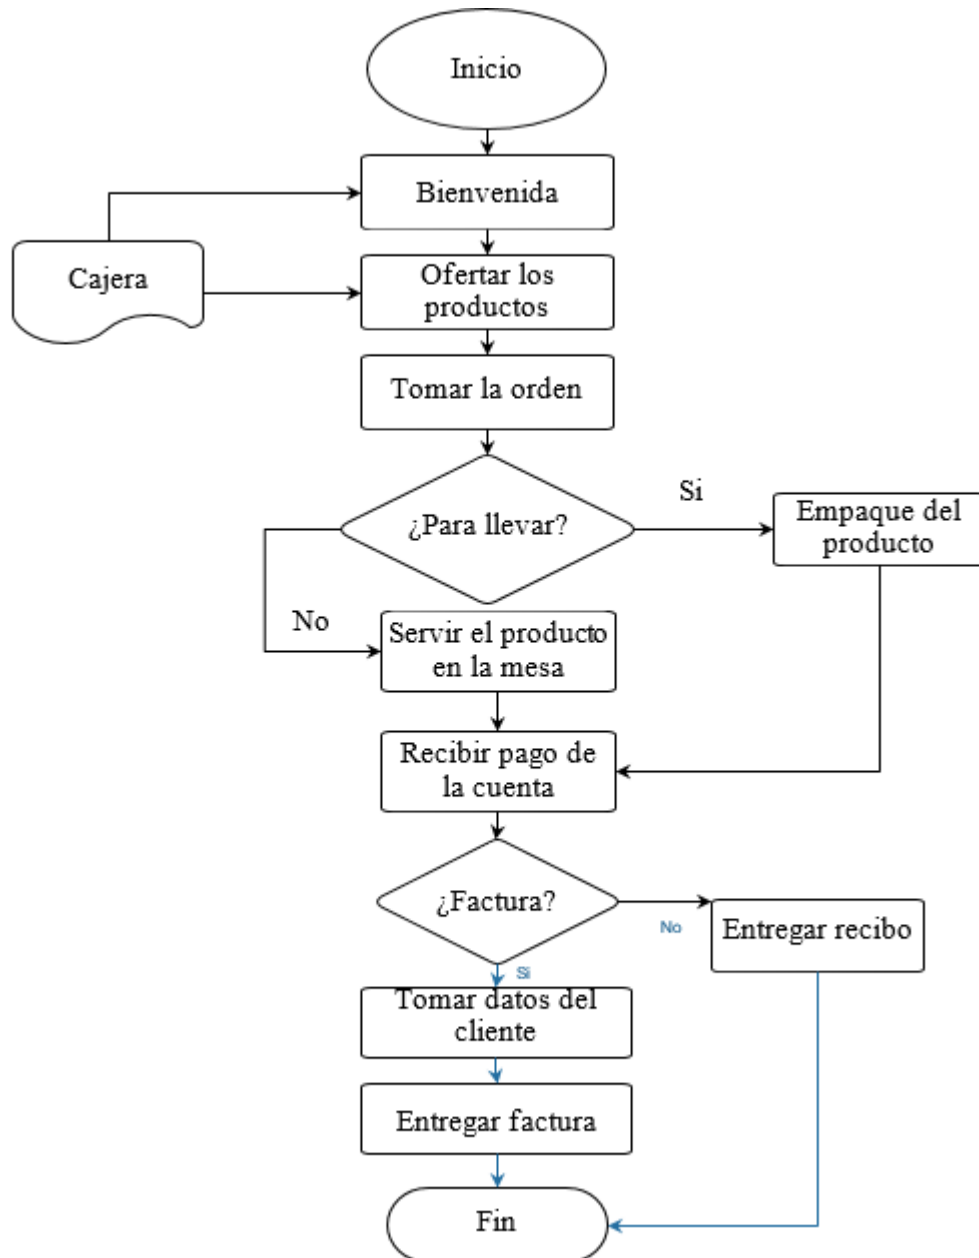 Inicio
Bienvenida
Cajera
Ofertar los
productos
Tomar la orden
¿Para llevar?
Si
Empaque del
producto
No
Servir el producto
en la mesa
Recibir pago de
la cuenta
¿Factura?
No
Entregar recibo
Si
Tomar datos del
cliente
Entregar factura
Fin